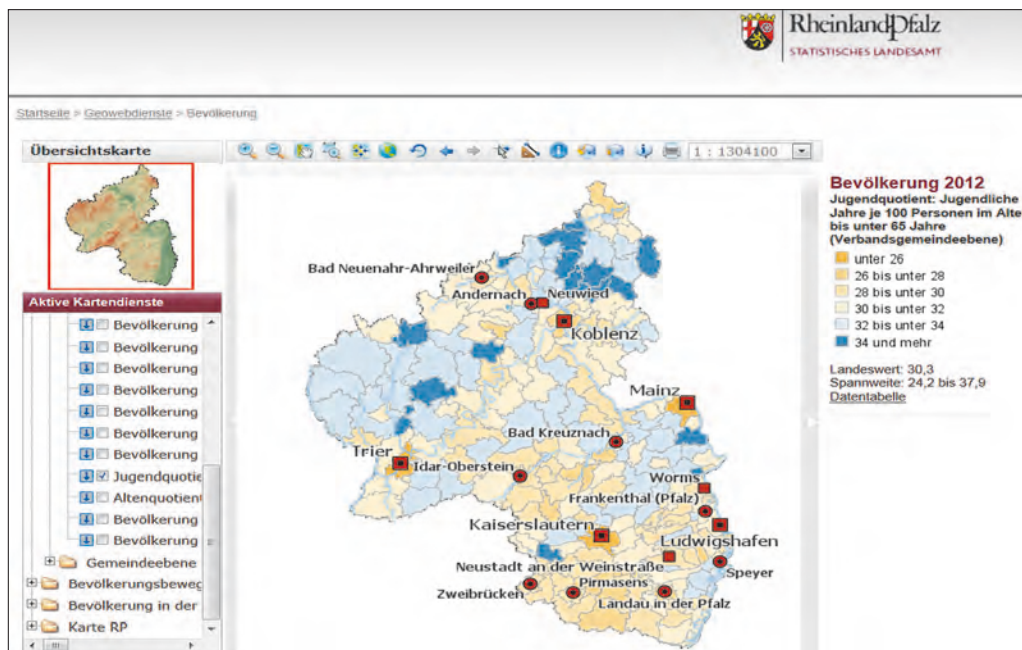 RheinlandPfalz
STATISTISCHES LANDESAMT
Startseite > Geowebdienste > Bevölkerung
Übersichtskarte
1 : 1304100
Aktive Kartendienste
Bevölkerung
Bevölkerung
Bevölkerung
Bevölkerung
Bevölkerung
Bevölkerung
Bevölkerung
Jugendquotie
Altenquotient
Bevölkerung
Bevölkerung
Gemeindeebene
Bevölkerungsbeweg
Bevölkerung in der
Karte RP
Bad Neuenahr-Ahrweiler
Andernach
Neuwied
Koblenz
Mainz
Bad Kreuznach
Trier
Idar-Oberstein
Worms
Frankenthal (Pfalz)
Kaiserslautern
Ludwigshafen
Neustadt an der Weinstraße
Speyer
Pirmasens
Zweibrücken
Landau in der Pfalz
Bevölkerung 2012
Jugendquotient: Jugendliche
Jahre je 100 Personen im Alte
bis unter 65 Jahre
(Verbandsgemeindeebene)
unter 26
26 bis unter 28
28 bis unter 30
30 bis unter 32
32 bis unter 34
34 und mehr
Landeswert: 30,3
Spannweite: 24,2 bis 37,9
Datentabelle